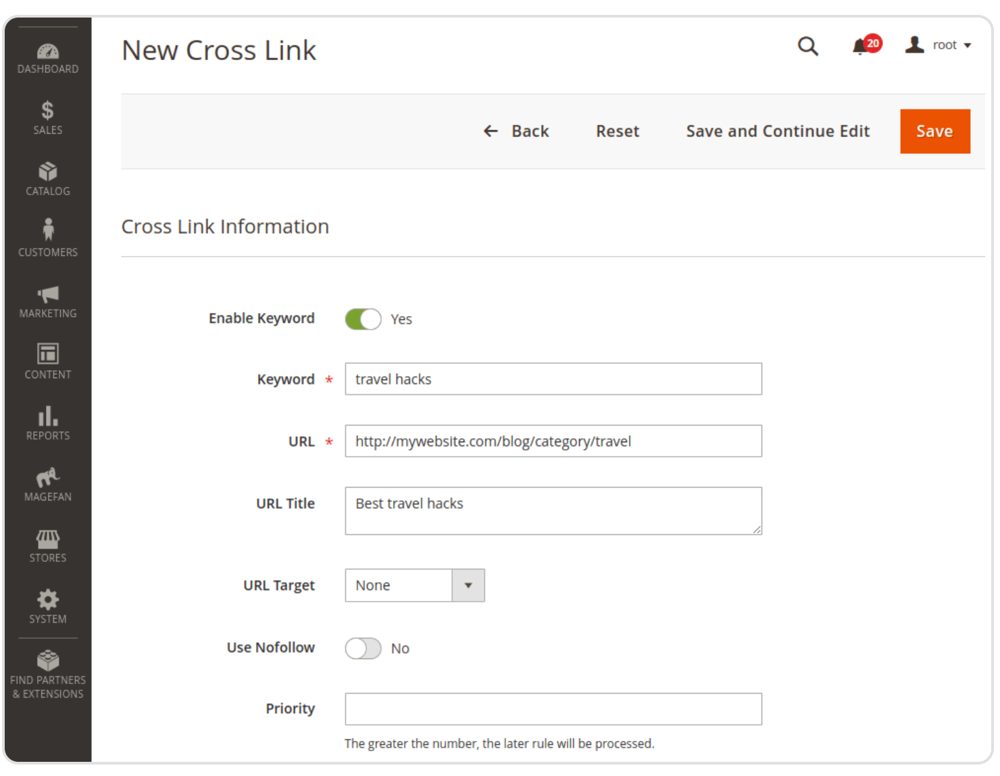 DASHBOARD
SALES
CATALOG
CUSTOMERS
MARKETING
CONTENT
REPORTS
MAGEFAN
STORES
SYSTEM
FIND PARTNERS
& EXTENSIONS
New Cross Link
20
root
Back
Reset
Save and Continue Edit
Save
Cross Link Information
Enable Keyword
Yes
Keyword *
travel hacks
URL *
http://mywebsite.com/blog/category/travel
URL Title
Best travel hacks
URL Target
None
Use Nofollow
No
Priority
The greater the number, the later rule will be processed.